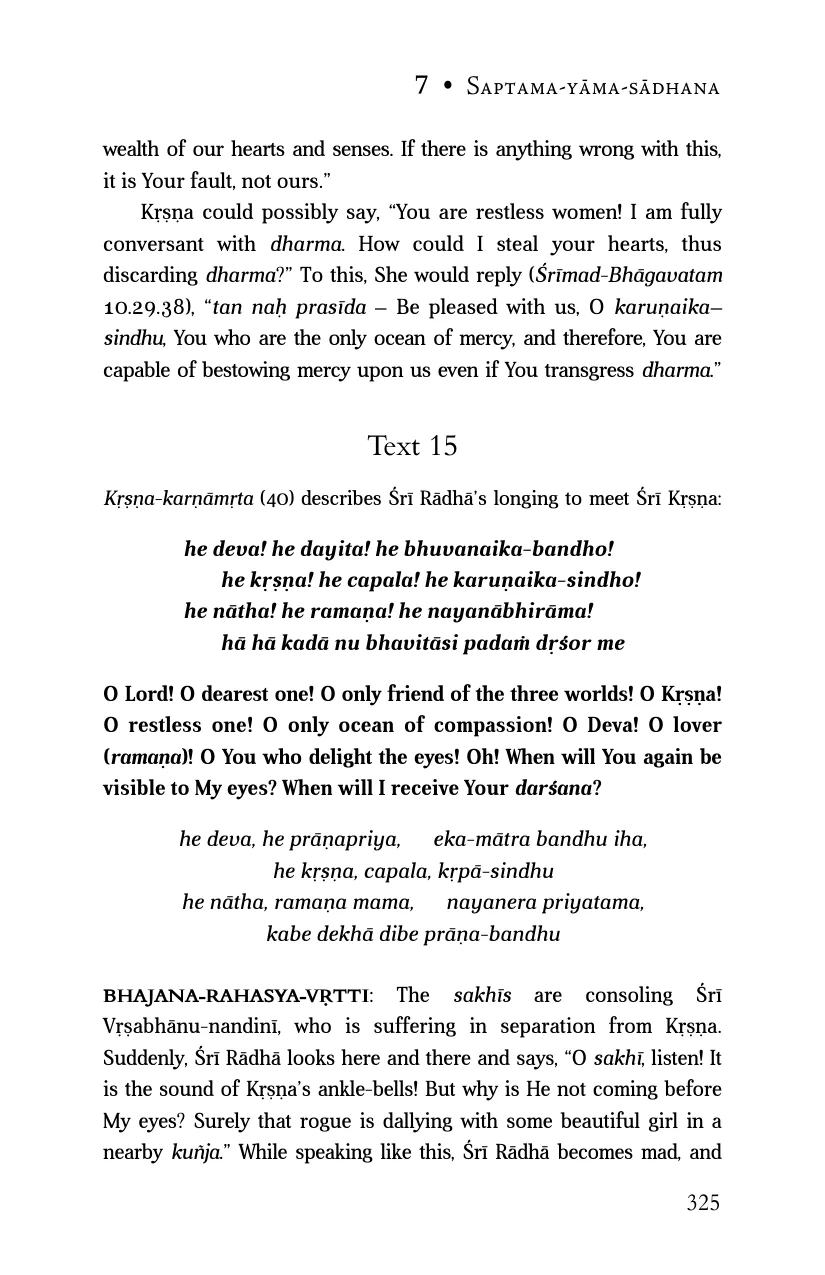 7 • Saptama-yāma-sādhana
wealth of our hearts and senses. If there is anything wrong with this,
it is Your fault, not ours.”
Kṛṣṇa could possibly say, “You are restless women! I am fully
conversant with dharma. How could I steal your hearts, thus
discarding dharma?” To this, She would reply (Śrīmad-Bhāgavatam
10.29.38), “tan naḥ prasīda – Be pleased with us, O karuṇaika–
sindhu, You who are the only ocean of mercy, and therefore, You are
capable of bestowing mercy upon us even if You transgress dharma.”
Text 15
Kṛṣṇa-karṇāmṛta (40) describes Śrī Rādhā’s longing to meet Śrī Kṛṣṇa:
he deva! he dayita! he bhuvanaika-bandho!
he kṛṣṇa! he capala! he karuṇaika-sindho!
he nātha! he ramaṇa! he nayanābhirāma!
hā hā kadā nu bhavitāsi padaṁ dṛśor me
O Lord! O dearest one! O only friend of the three worlds! O Kṛṣṇa!
O restless one! O only ocean of compassion! O Deva! O lover
(ramaṇa)! O You who delight the eyes! Oh! When will You again be
visible to My eyes? When will I receive Your darśana?
he deva, he prāṇapriya, eka-mātra bandhu iha,
he kṛṣṇa, capala, kṛpā-sindhu
he nātha, ramaṇa mama, nayanera priyatama,
kabe dekhā dibe prāṇa-bandhu
BHAJANA-RAHASYA-VṚTTI: The sakhīs are consoling Śrī
Vṛṣabhānu-nandinī, who is suffering in separation from Kṛṣṇa.
Suddenly, Śrī Rādhā looks here and there and says, “O sakhī, listen! It
is the sound of Kṛṣṇa’s ankle-bells! But why is He not coming before
My eyes? Surely that rogue is dallying with some beautiful girl in a
nearby kuñja.” While speaking like this, Śrī Rādhā becomes mad, and
325